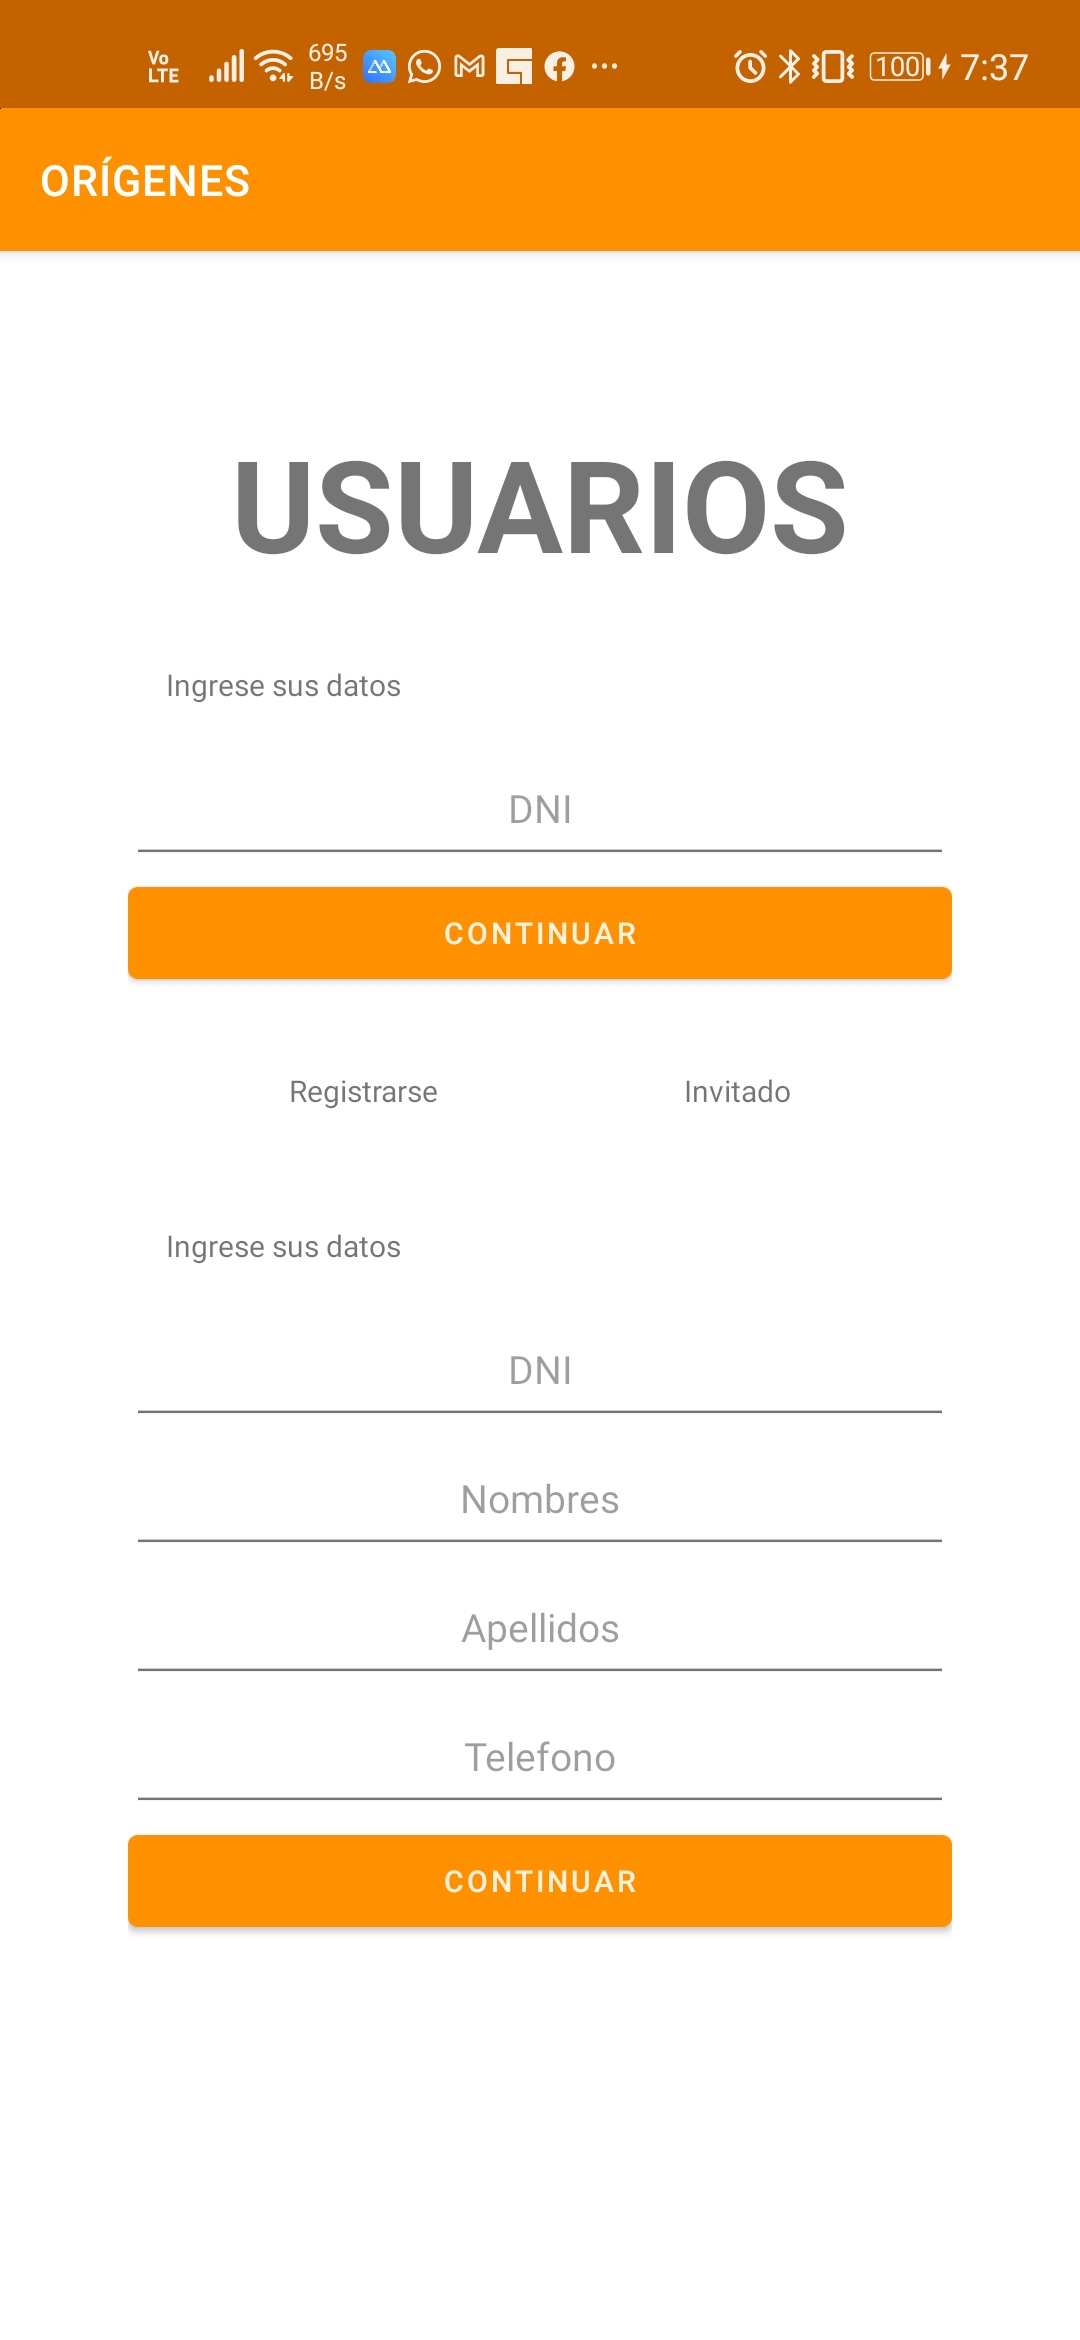 Vo
LTE
695
B/s
100
7:37
ORÍGENES
USUARIOS
Ingrese sus datos
DNI
CONTINUAR
Registrarse Invitado
Ingrese sus datos
DNI
Nombres
Apellidos
Telefono
CONTINUAR